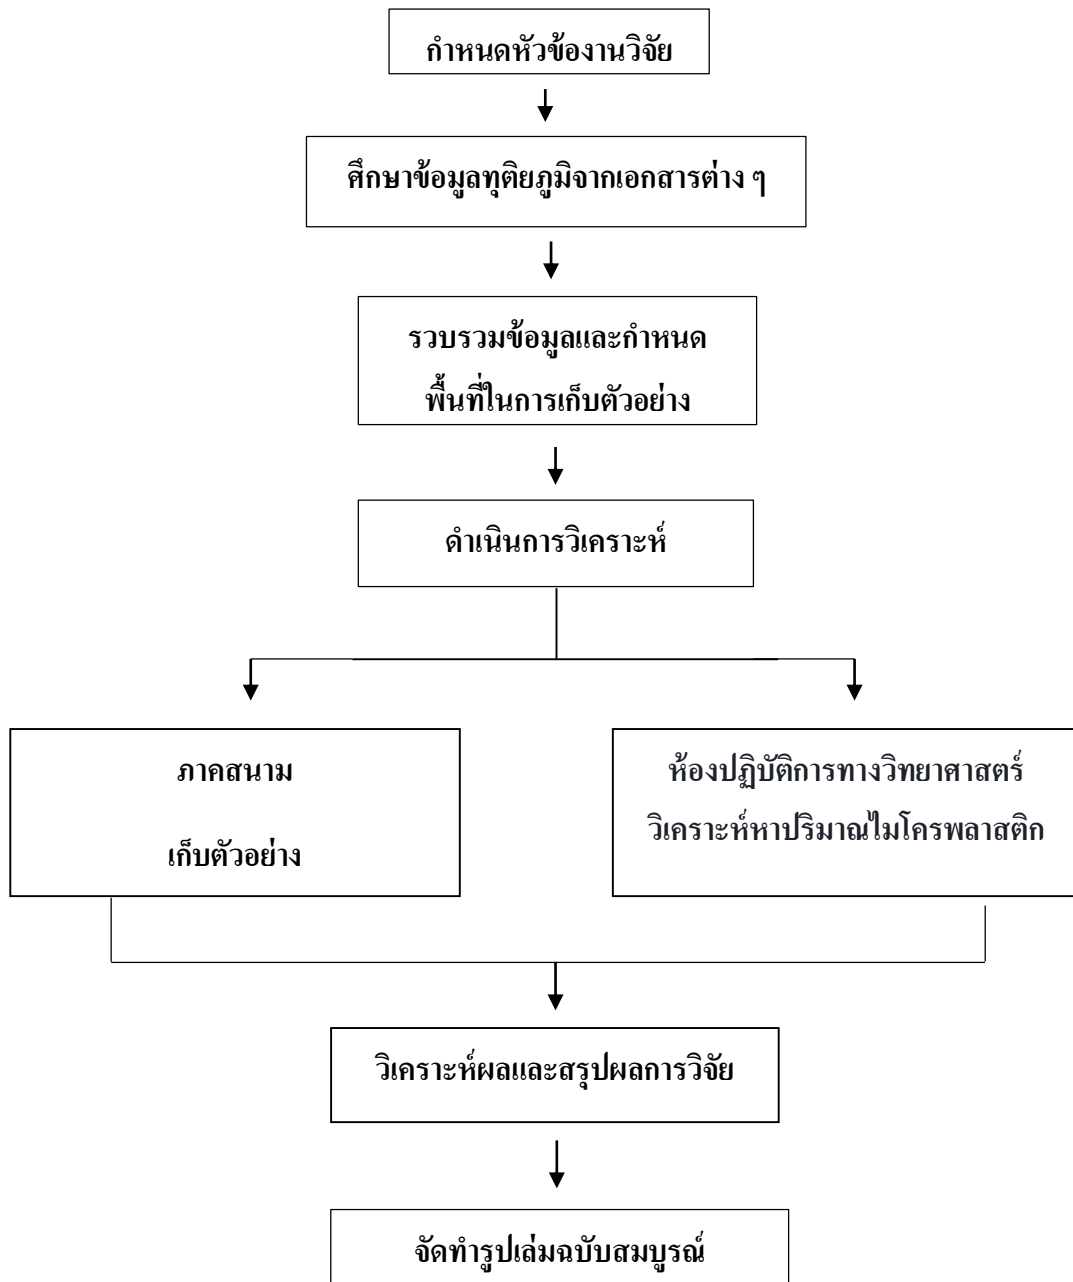 กำหนดหัวข้องานวิจัย
ศึกษาข้อมูลทุติยภูมิจากเอกสารต่าง ๆ
รวบรวมข้อมูลและกำหนด
พื้นที่ในการเก็บตัวอย่าง
ดำเนินการวิเคราะห์
ภาคสนาม
เก็บตัวอย่าง
ห้องปฏิบัติการทางวิทยาศาสตร์
วิเคราะห์หาปริมาณไมโครพลาสติก
วิเคราะห์ผลและสรุปผลการวิจัย
จัดทำรูปเล่มฉบับสมบูรณ์